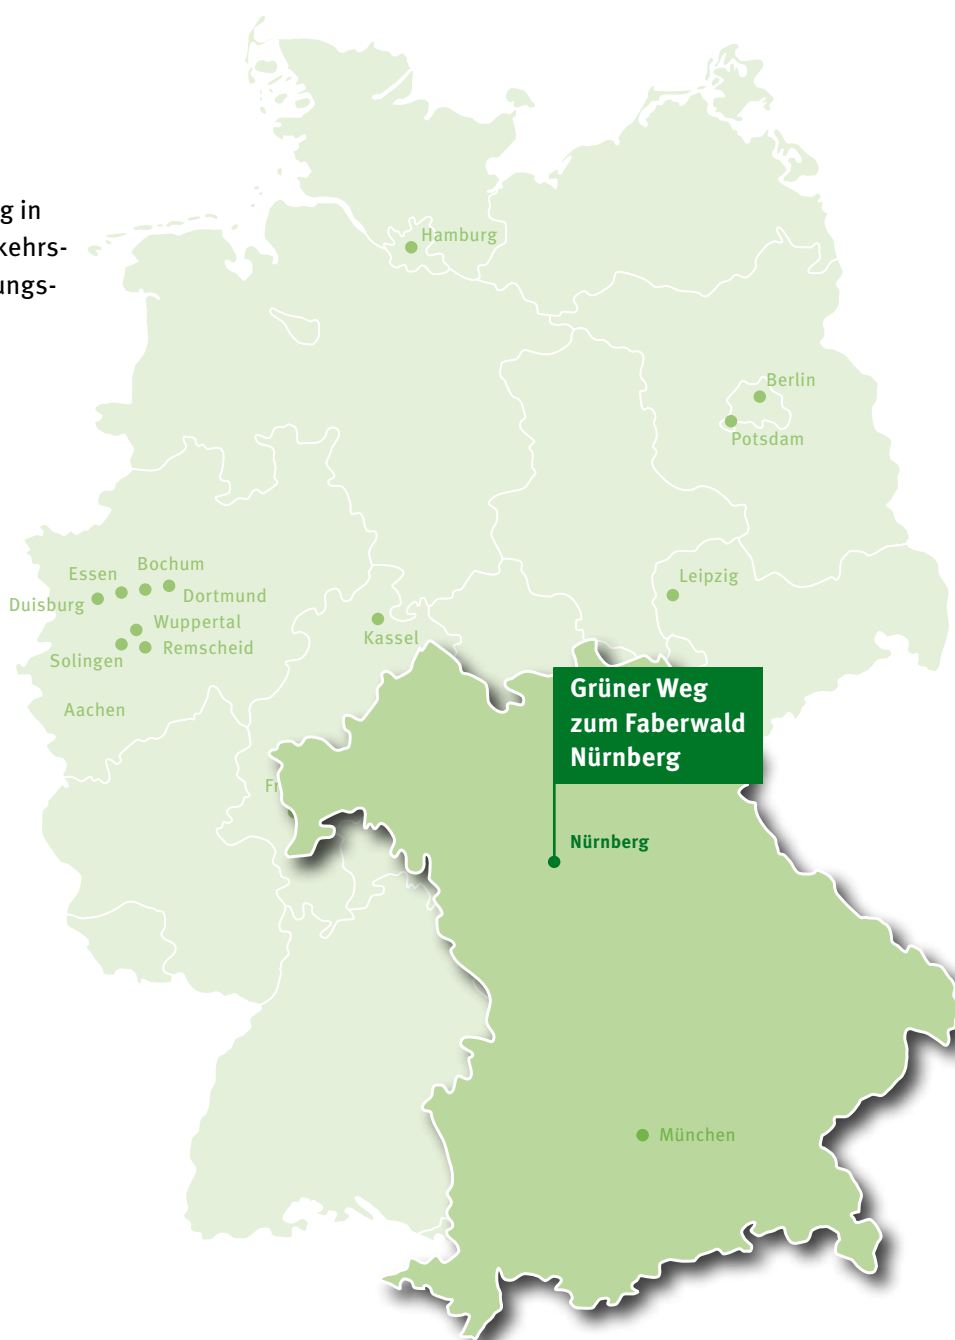 g in
kehrs-
ungs-
Hamburg
Berlin
Potsdam
Bochum
Essen
Dortmund
Duisburg
Leipzig
Wuppertal
Kassel
Remscheid
Solingen
Aachen
Grüner Weg
zum Faberwald
Nürnberg
Fr
Nürnberg
München